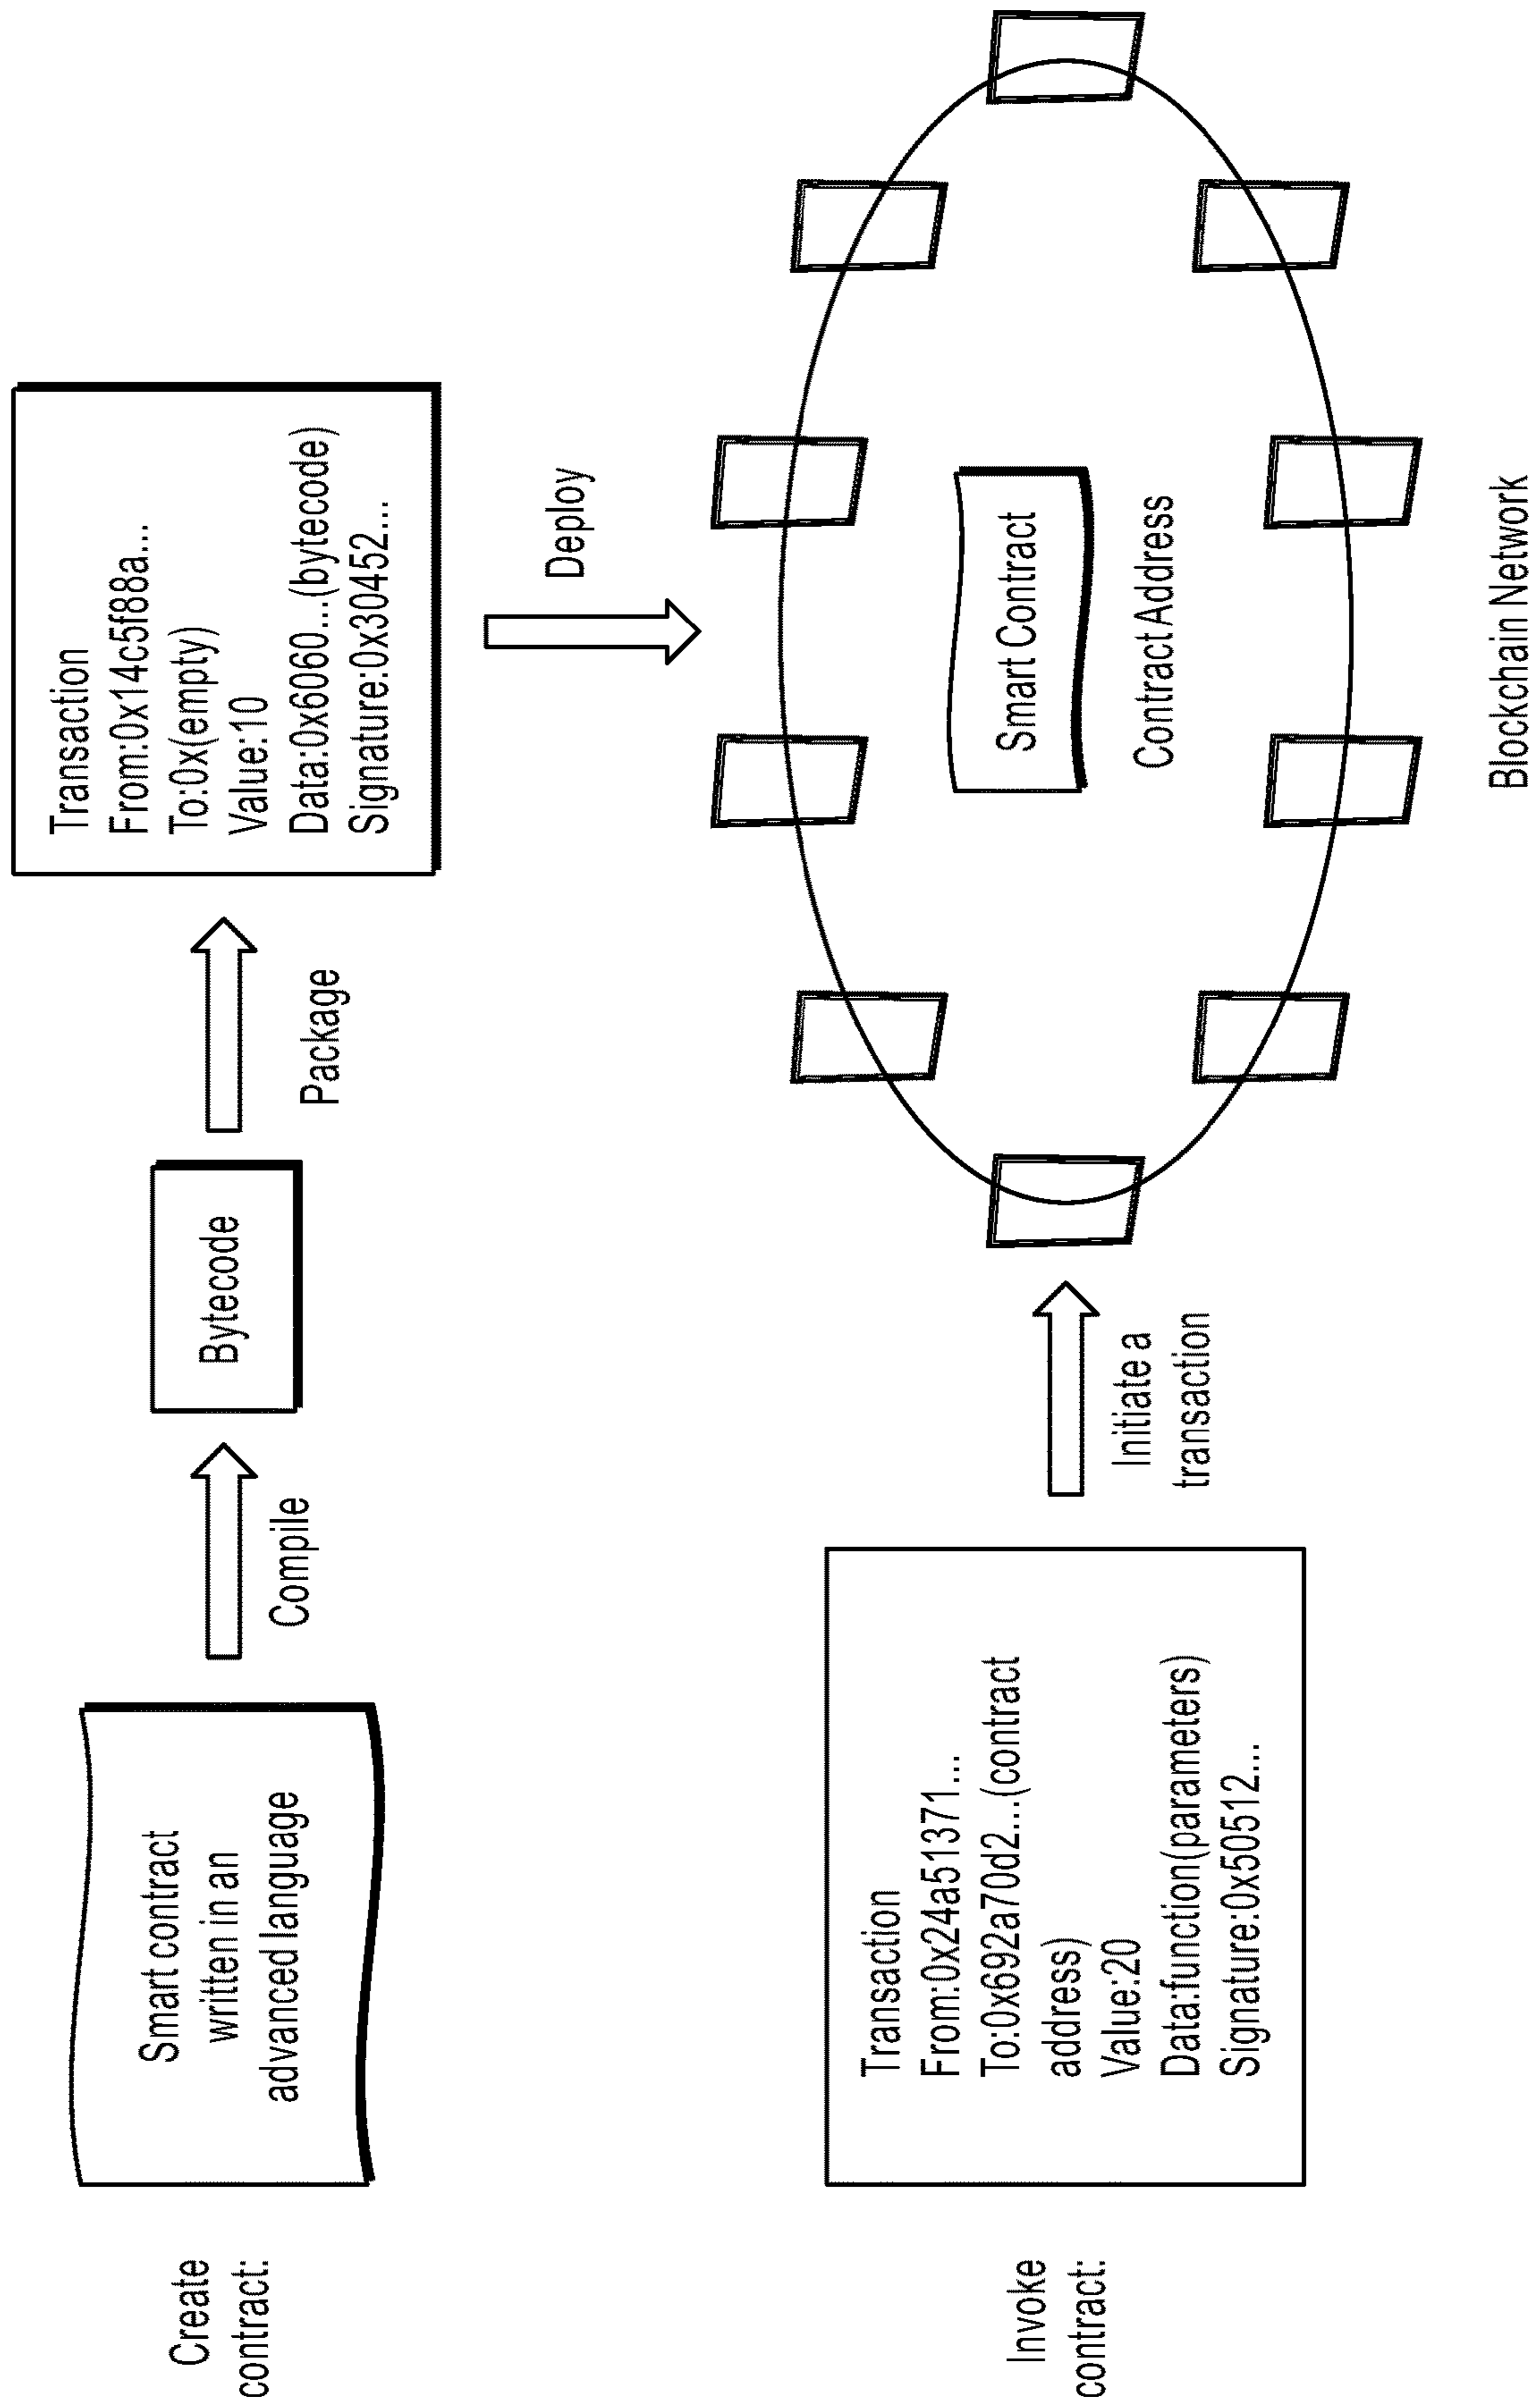 Create
contract:
Smart contract
written in an
advanced language
Compile
Bytecode
Package
Transaction
From:0x14c5f88a...
To:0x(empty)
Value:10
Data:0x6060...(bytecode)
Signature:0x30452...
Deploy
Invoke
contract:
Transaction
From:0x24a51371...
To:0x692a70d2...(contract
address)
Value:20
Data:function(parameters)
Signature:0x50512...
Initiate a
transaction
Smart Contract
Contract Address
Blockchain Network